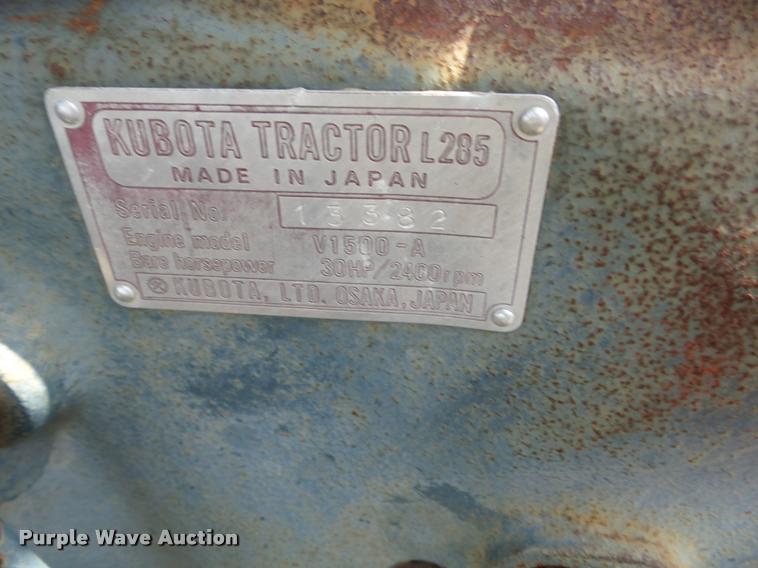 KUBOTA TRACTOR L285
MADE IN JAPAN
Serial No. 13382
Engine model V1500-A
Bare horsepower 30HP/2400rpm
KUBOTA, LTD. OSAKA, JAPAN
Purple Wave Auction®